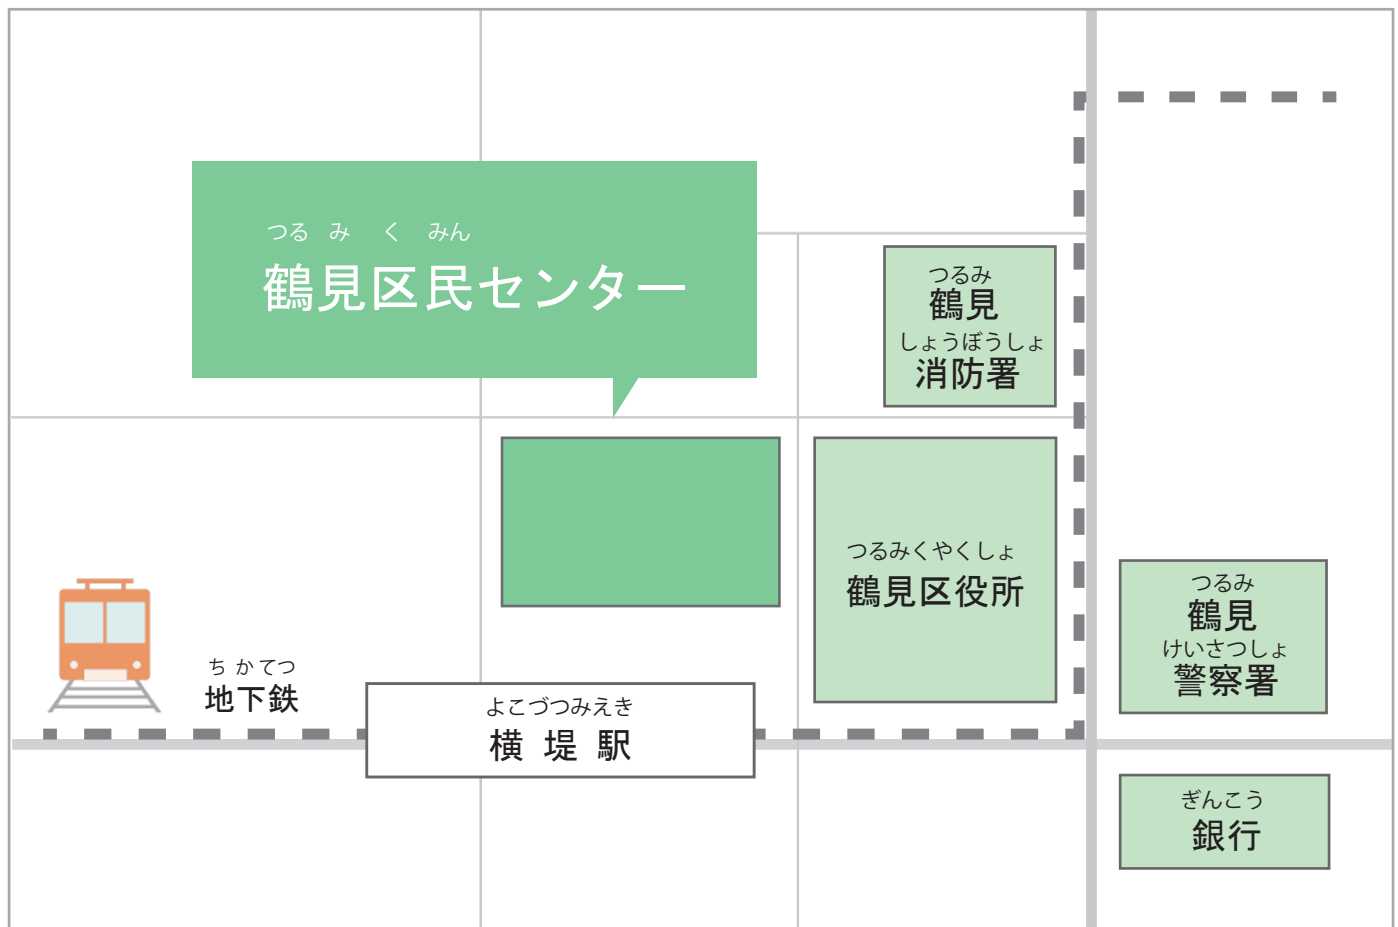 つるみくみん
鶴見区民センター
つるみ
鶴見
しょうぼうしょ
消防署
つるみくやくしょ
鶴見区役所
つるみ
鶴見
けいさつしょ
警察署
ちかてつ
地下鉄
よこづつみえき
横堤駅
ぎんこう
銀行